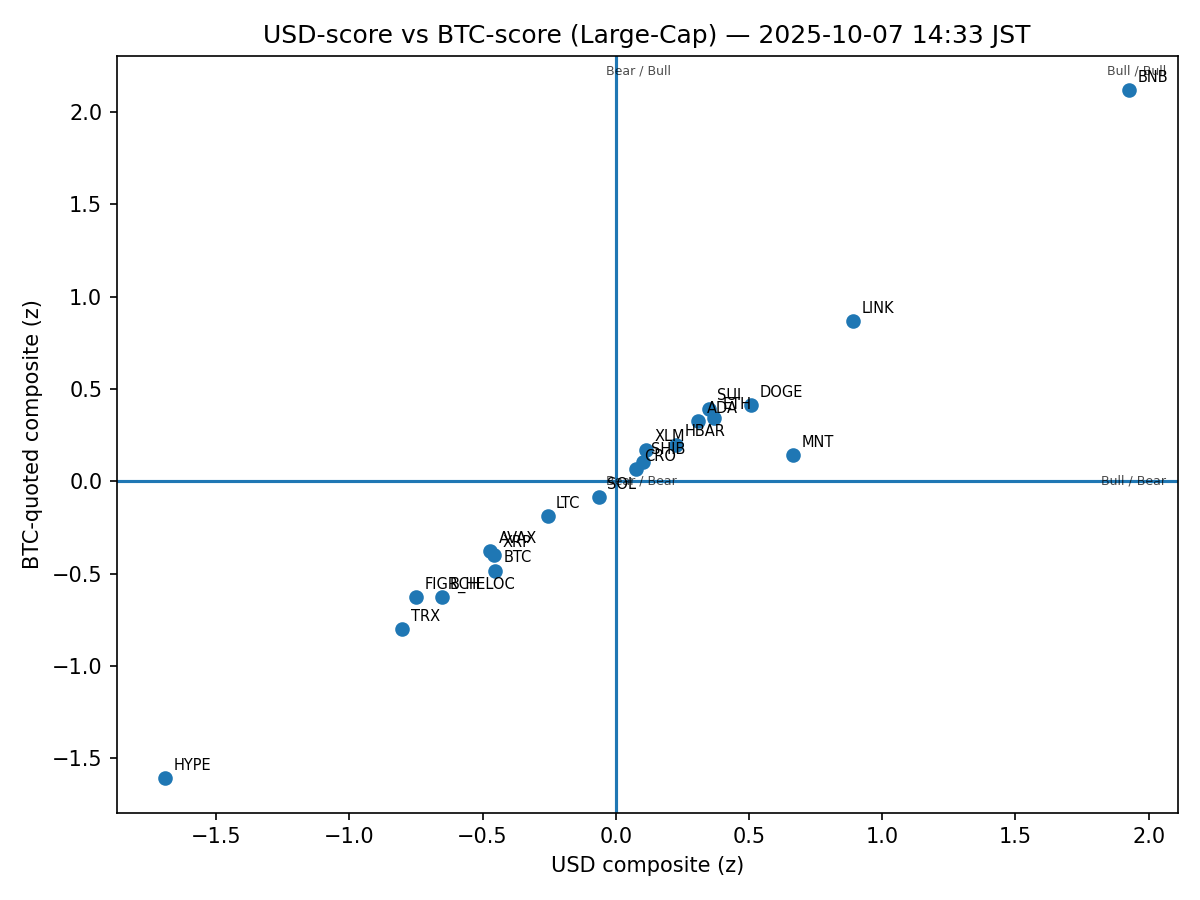 USD-score vs BTC-score (Large-Cap) — 2025-10-07 14:33 JST
Bear / Bull
Bull / Bull
BNB
2.0
1.5
1.0
LINK
0.5
DOGE
SUI
ETH
ADA
HBAR
XLM
MNT
SHIB
CRO
0.0
Bear / Bear
Bull / Bear
SOL
LTC
AVAX
XRP
BTC
−0.5
FIGR_HELOC
BCH
TRX
−1.0
−1.5
HYPE
−1.5
−1.0
−0.5
0.0
0.5
1.0
1.5
2.0
USD composite (z)
BTC-quoted composite (z)